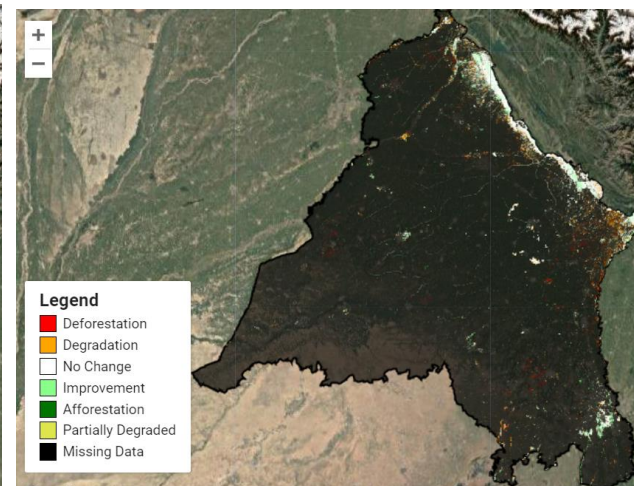 +
−
Legend
Deforestation
Degradation
No Change
Improvement
Afforestation
Partially Degraded
Missing Data